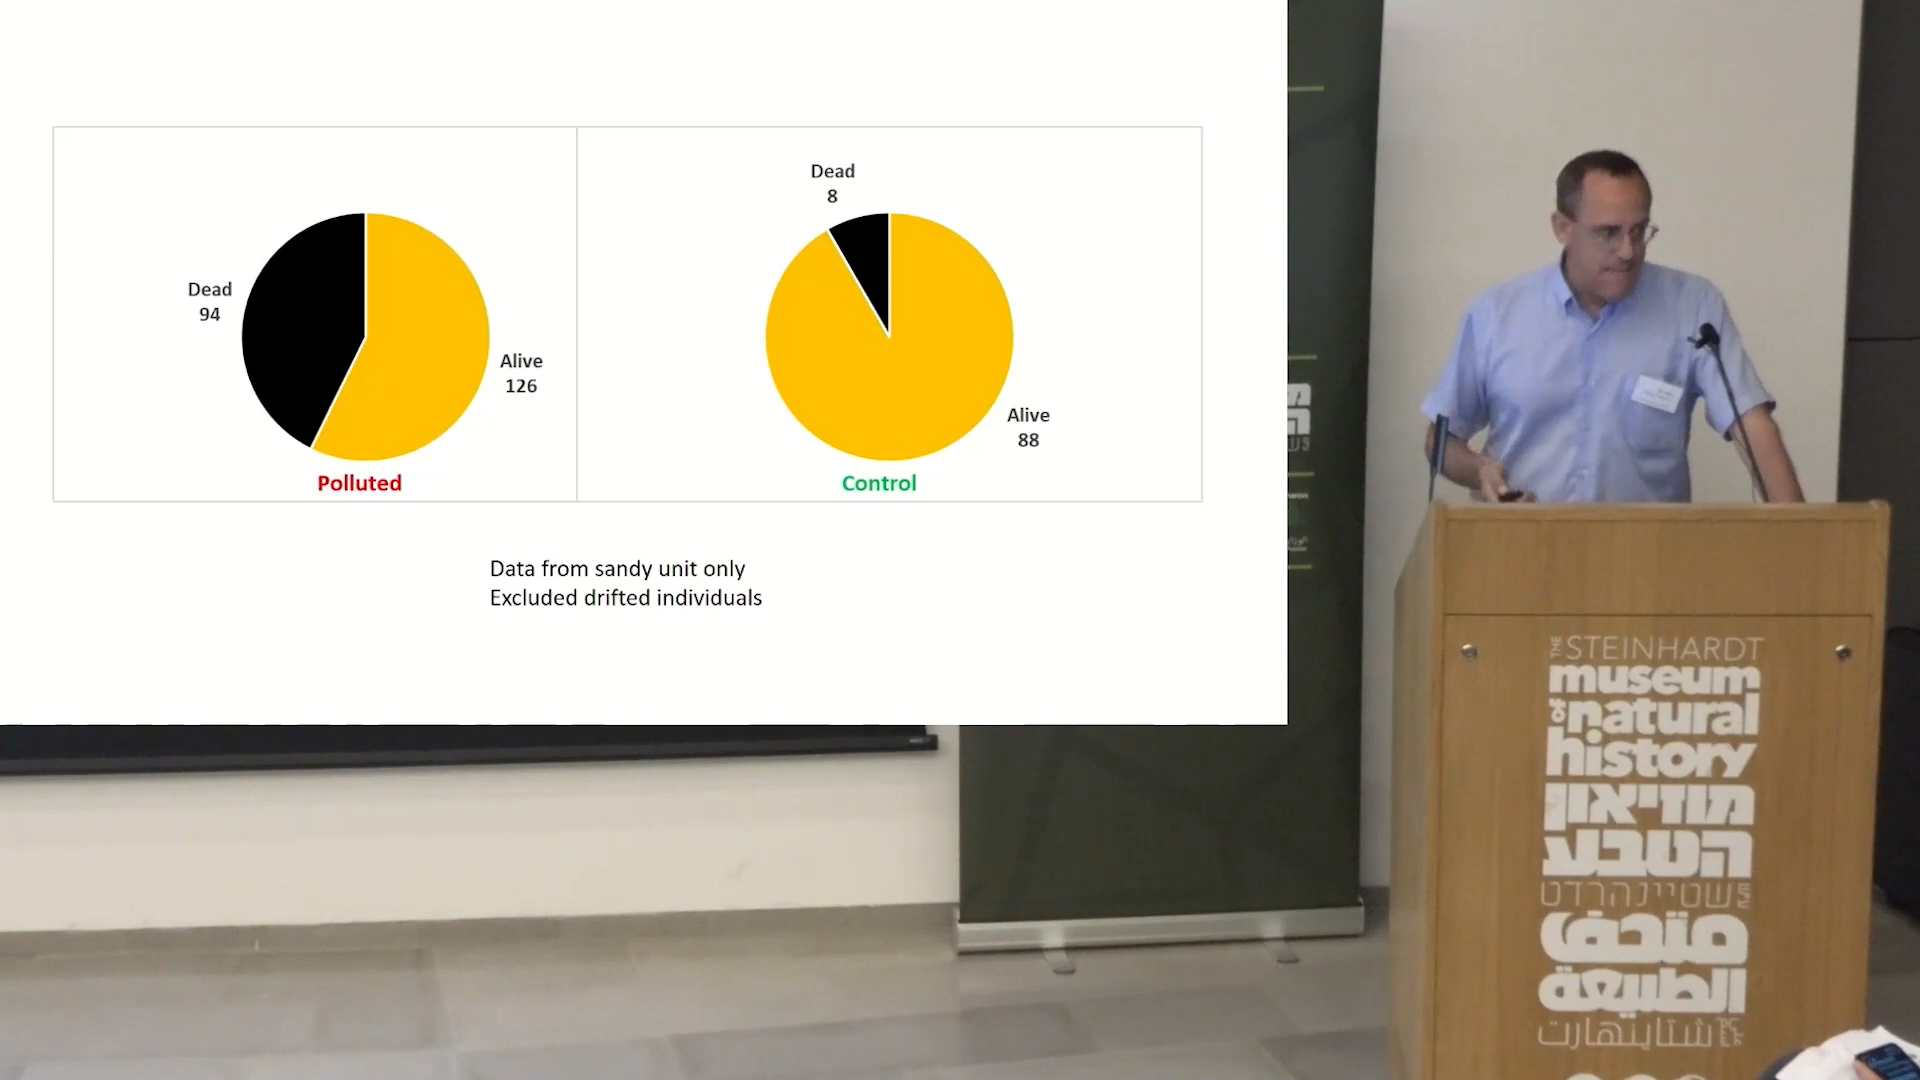 Dead
8
Dead
94
Alive
126
Alive
88
Polluted
Control
Data from sandy unit only
Excluded drifted individuals
THE STEINHARDT
museum
of natural
history
מוזיאון
הטבע
ע״ש שטיינהרדט
متحف
الطبيعة
شتاينهارت